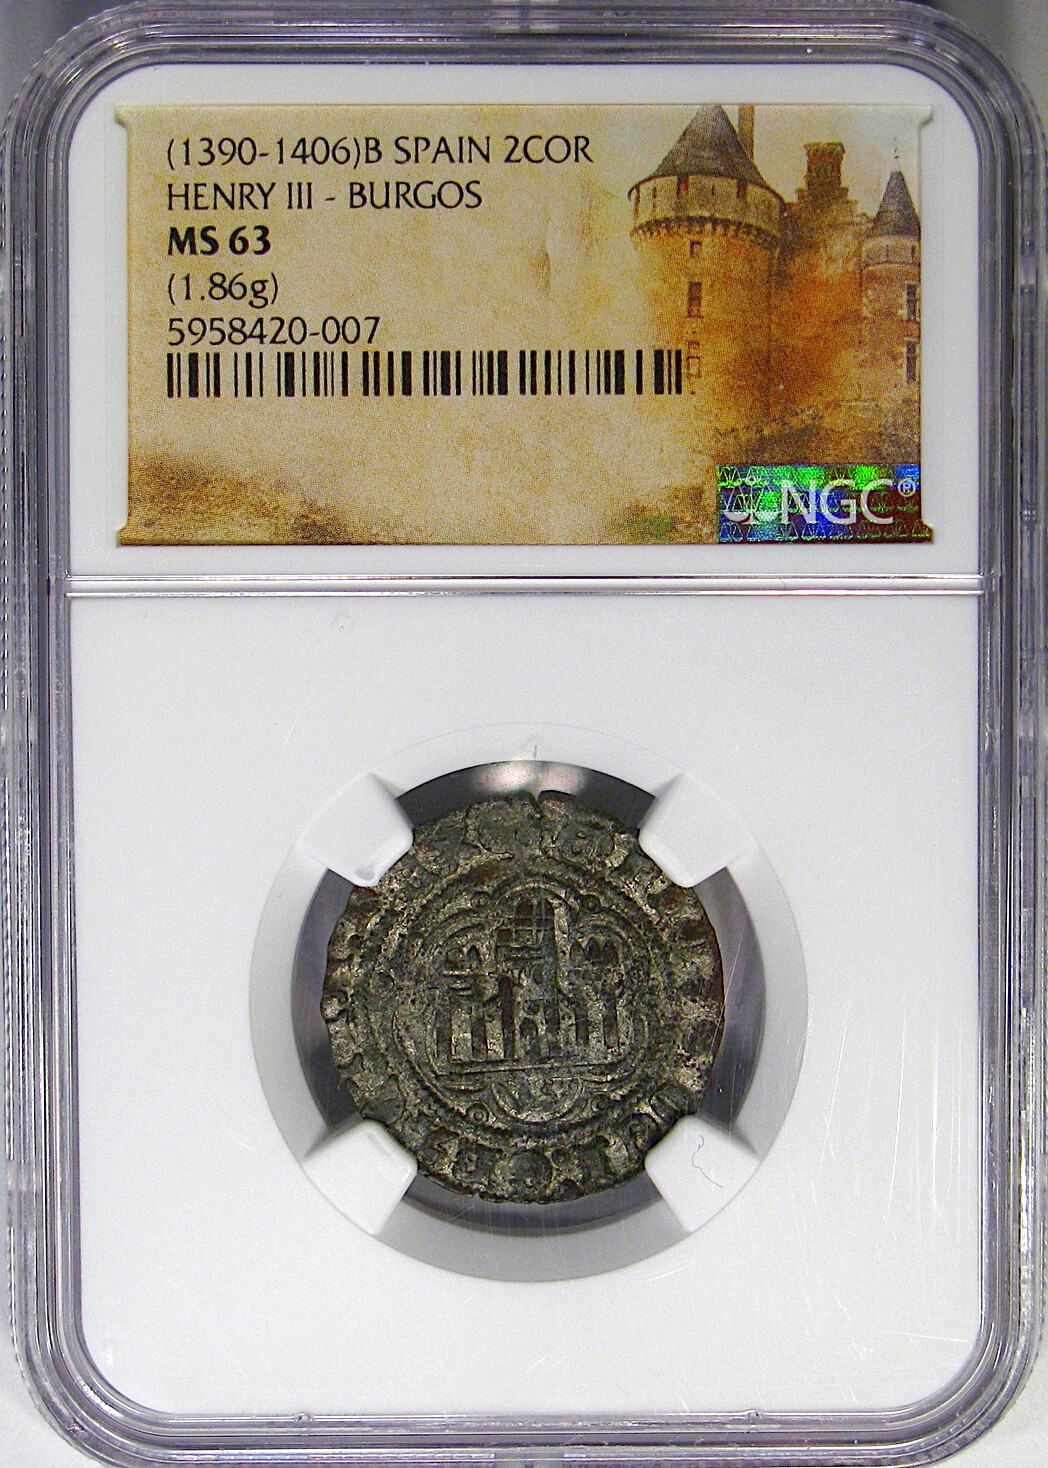 (1390-1406)B SPAIN 2COR
HENRY III - BURGOS
MS 63
(1.86g)
5958420-007
NGC®